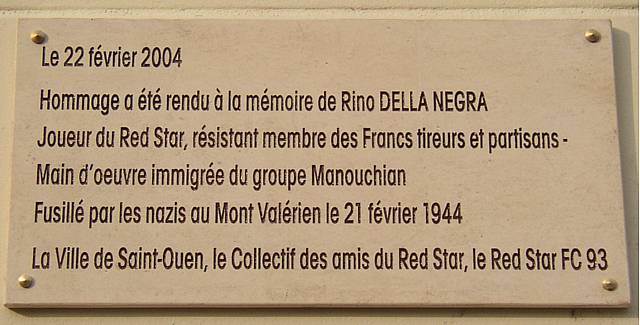 Le 22 février 2004
Hommage a été rendu à la mémoire de Rino DELLA NEGRA
Joueur du Red Star, résistant membre des Francs tireurs et partisans -
Main d'oeuvre immigrée du groupe Manouchian
Fusillé par les nazis au Mont Valérien le 21 février 1944
La Ville de Saint-Ouen, le Collectif des amis du Red Star, le Red Star FC 93